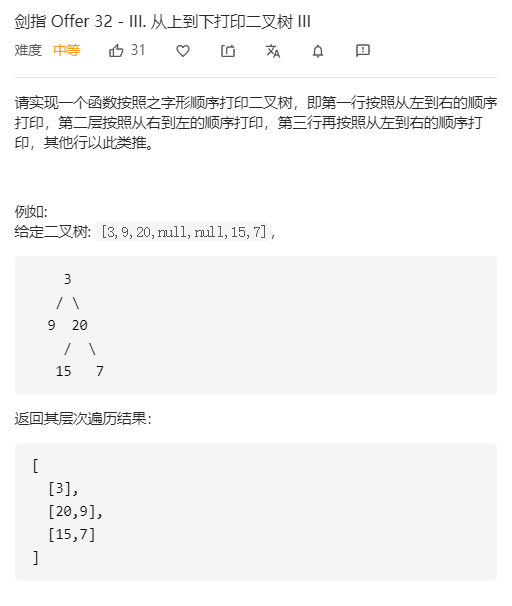 剑指 Offer 32 - III. 从上到下打印二叉树 III
难度 中等 31
请实现一个函数按照之字形顺序打印二叉树，即第一行按照从左到右的顺序
打印，第二层按照从右到左的顺序打印，第三行再按照从左到右的顺序打
印，其他行以此类推。
例如:
给定二叉树: [3,9,20,null,null,15,7],
3
/ \
9 20
/ \
15 7
返回其层次遍历结果：
[
[3],
[20,9],
[15,7]
]